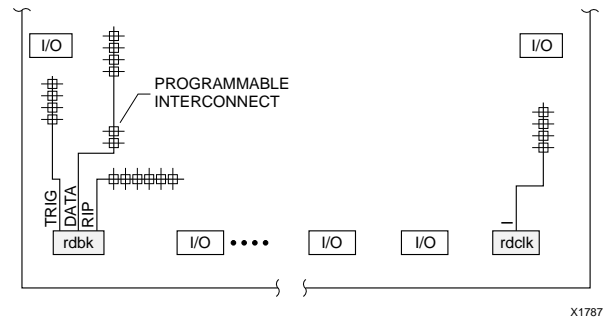 I/O
I/O
PROGRAMMABLE
INTERCONNECT
TRIG
DATA
RIP
I
rdbk
I/O
I/O
I/O
rdclk
X1787